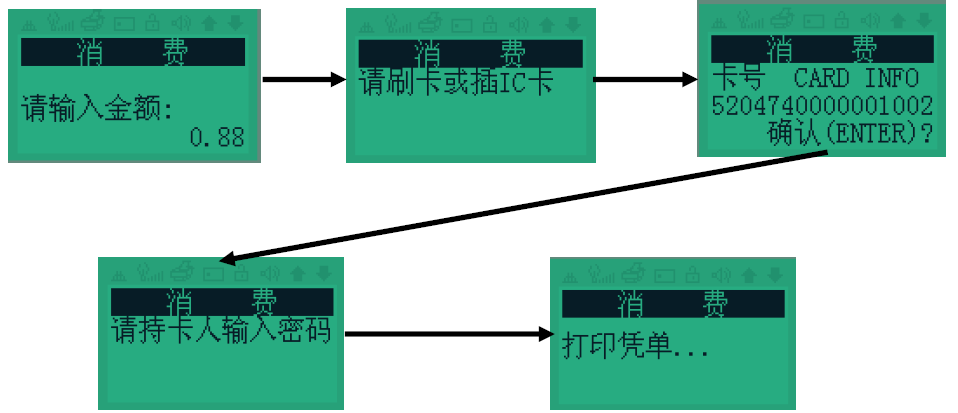 消 费
请输入金额:
0.88
消 费
请刷卡或插IC卡
消 费
卡号 CARD INFO
5204740000001002
确认(ENTER)?
消 费
请持卡人输入密码
消 费
打印凭单...